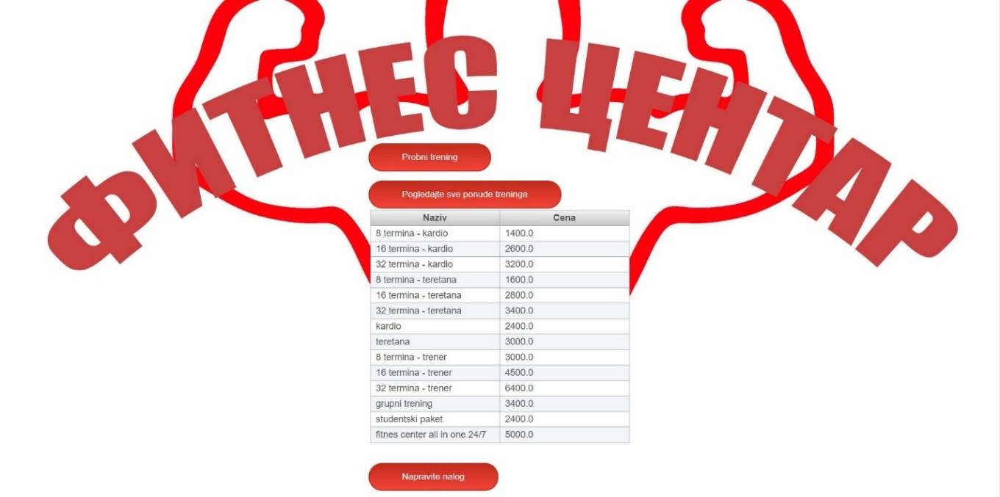 ФИТНЕС ЦЕНТАР
Probni trening
Pogledajte sve ponude treninga
Naziv Cena
8 termina - kardio 1400.0
16 termina - kardio 2600.0
32 termina - kardio 3200.0
8 termina - teretana 1600.0
16 termina - teretana 2800.0
32 termina - teretana 3400.0
kardio 2400.0
teretana 3000.0
8 termina - trener 3000.0
16 termina - trener 4500.0
32 termina - trener 6400.0
grupni trening 3400.0
studentski paket 2400.0
fitnes center all in one 24/7 5000.0
Napravite nalog